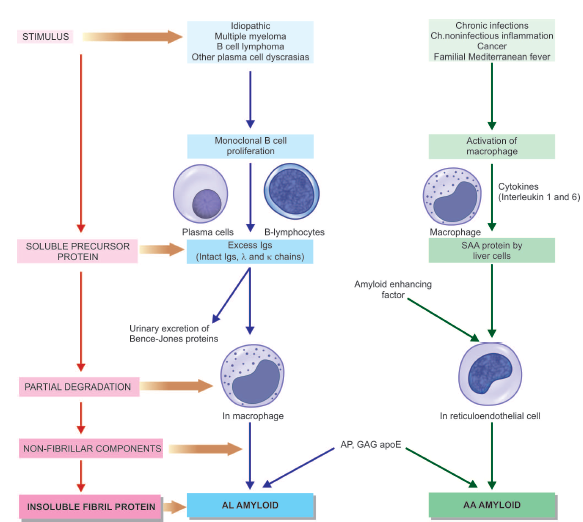 STIMULUS
Idiopathic
Multiple myeloma
B cell lymphoma
Other plasma cell dyscrasias
Chronic infections
Ch.noninfectious inflammation
Cancer
Familial Mediterranean fever
Monoclonal B cell
proliferation
Activation of
macrophage
Plasma cells
B-lymphocytes
Cytokines
(Interleukin 1 and 6)
Macrophage
SOLUBLE PRECURSOR
PROTEIN
Excess Igs
(Intact Igs, λ and κ chains)
SAA protein by
liver cells
Amyloid enhancing
factor
Urinary excretion of
Bence-Jones proteins
PARTIAL DEGRADATION
In macrophage
In reticuloendothelial cell
NON-FIBRILLAR COMPONENTS
AP, GAG apoE
INSOLUBLE FIBRIL PROTEIN
AL AMYLOID
AA AMYLOID